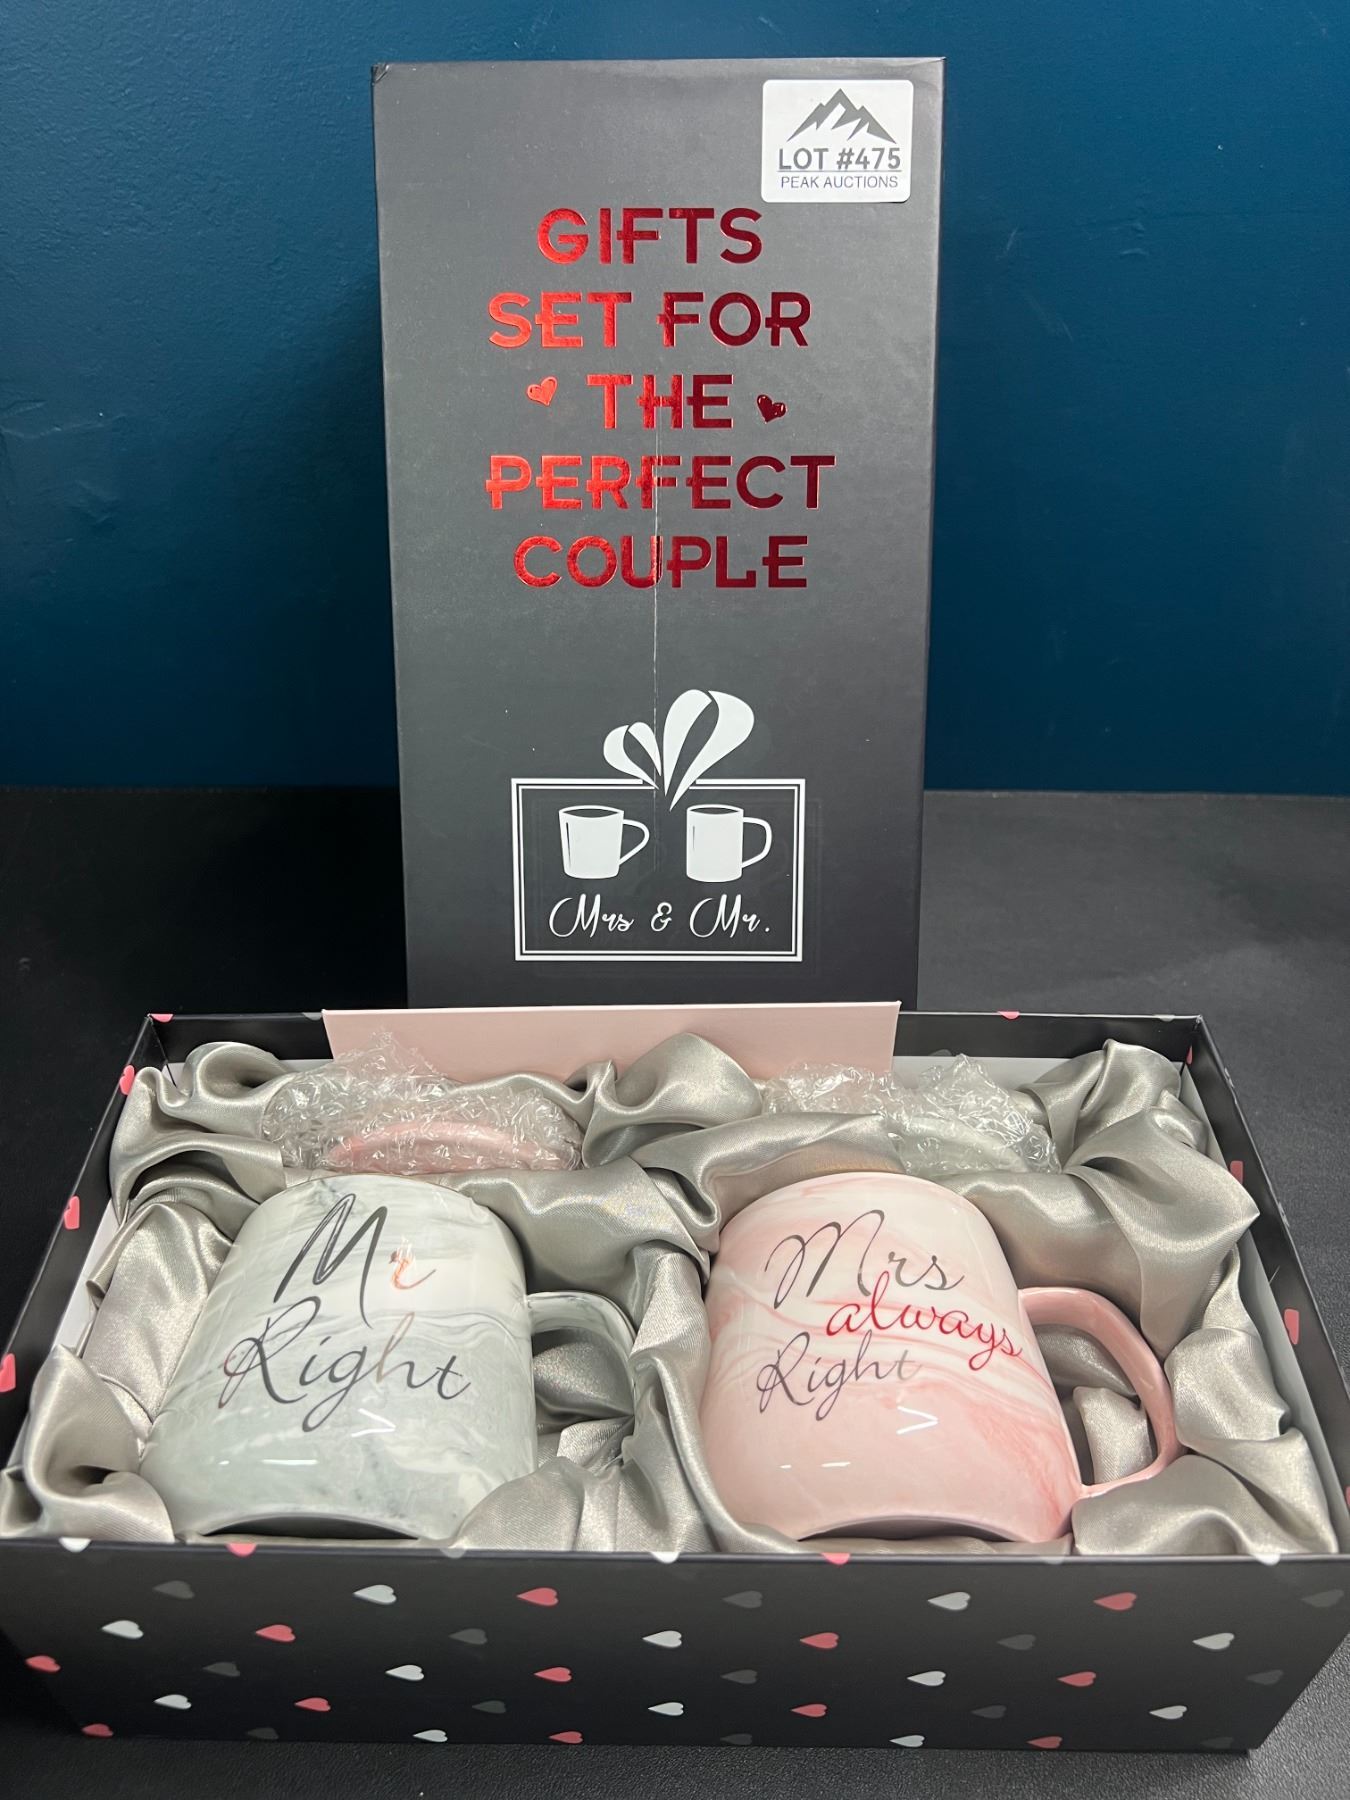 LOT #475
PEAK AUCTIONS
GIFTS
SET FOR
THE
PERFECT
COUPLE
Mrs & Mr.
Mr
Right
Mrs
always
Right